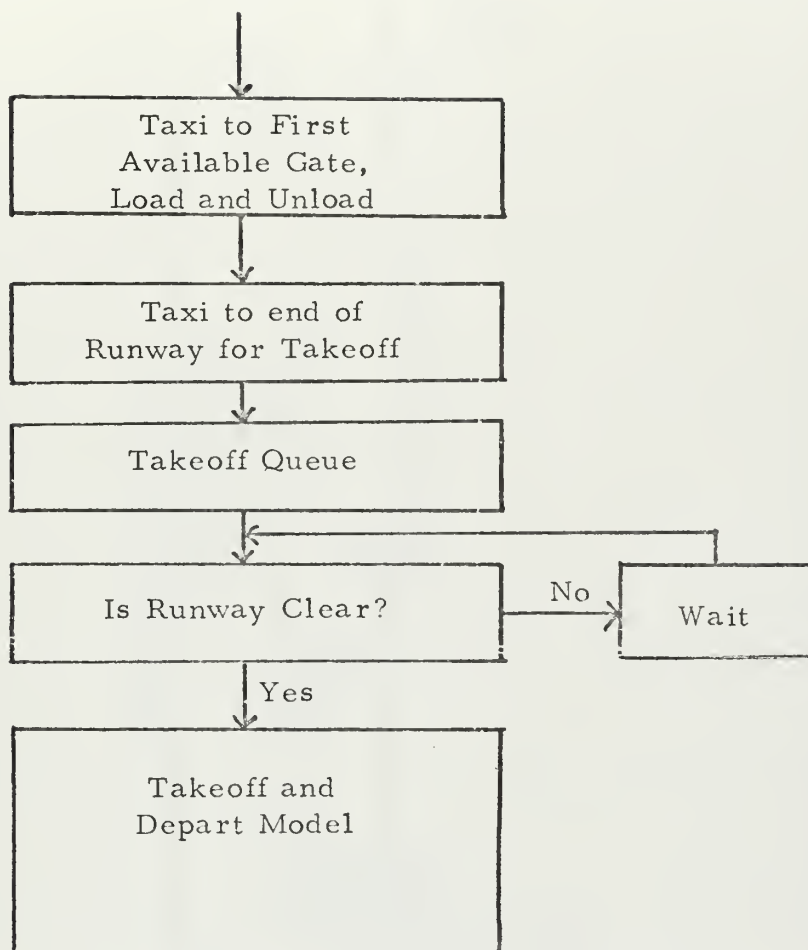 Taxi to First
Available Gate,
Load and Unload
Taxi to end of
Runway for Takeoff
Takeoff Queue
Is Runway Clear?
No
Wait
Yes
Takeoff and
Depart Model